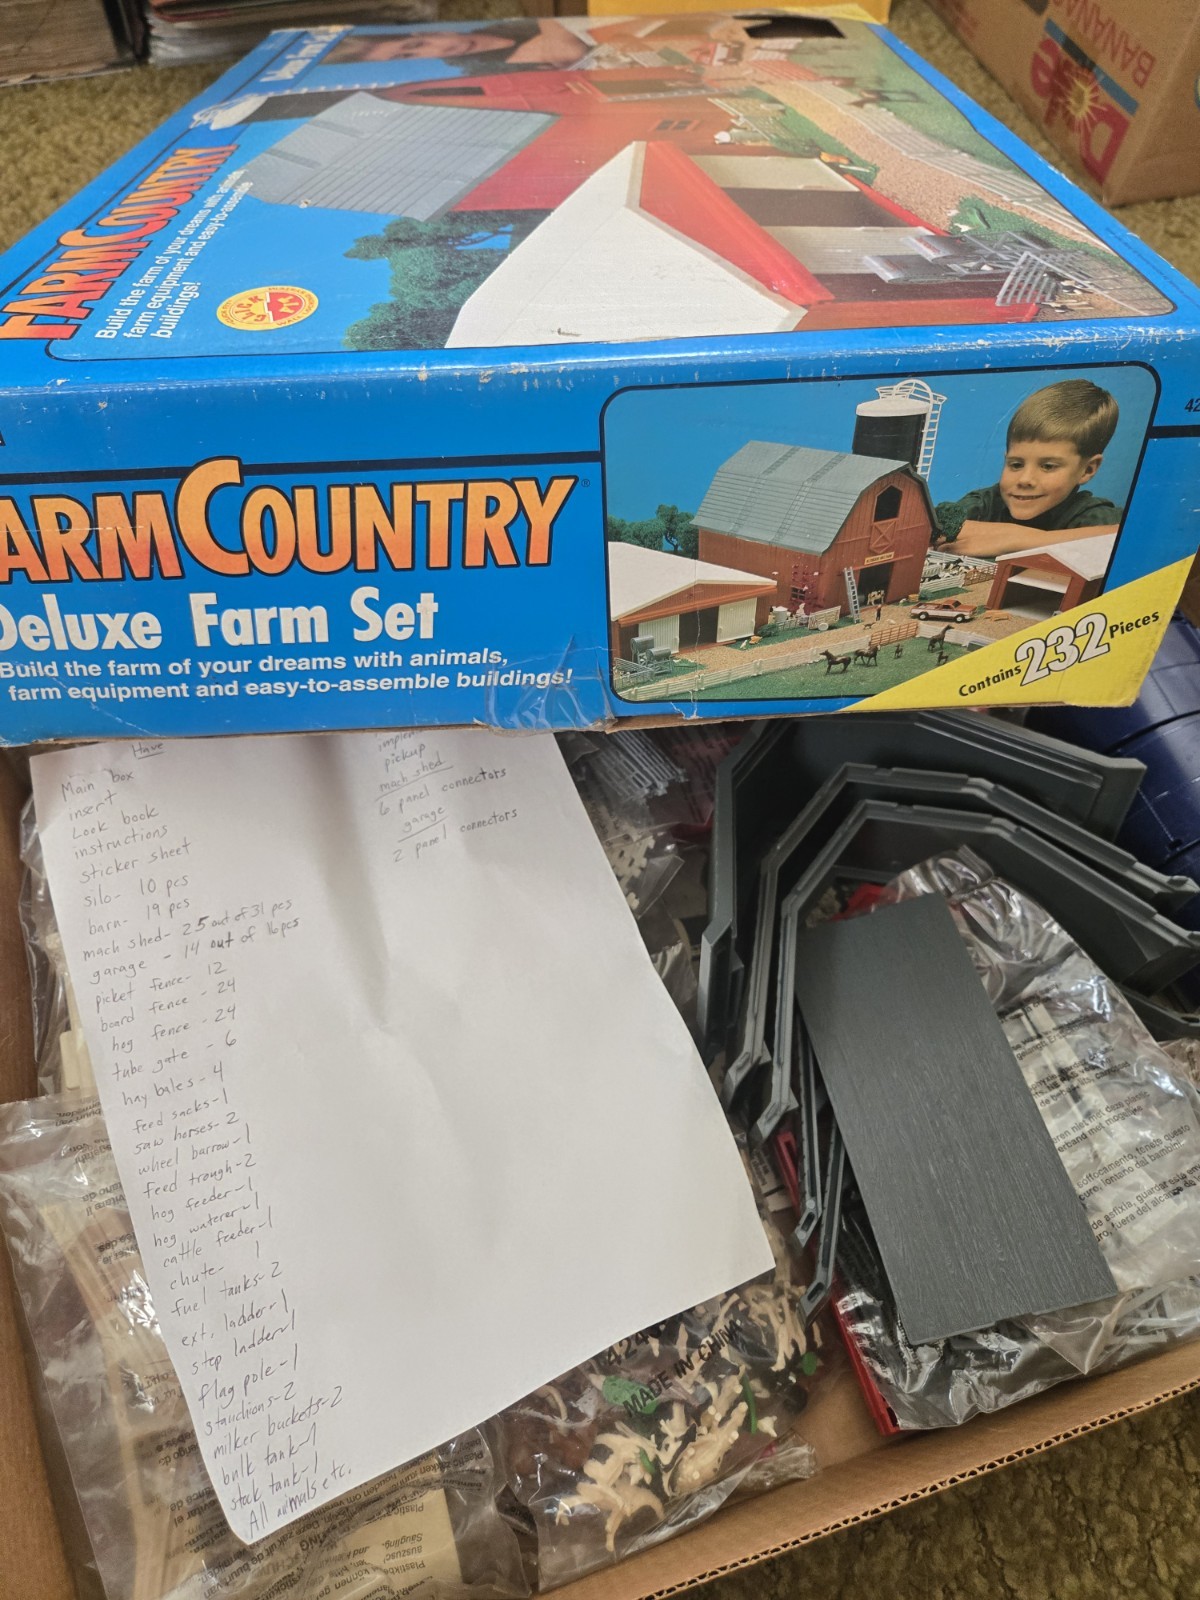 Dole
BANANAS
FARM COUNTRY
Build the farm of your dreams with animals,
farm equipment and easy-to-assemble
buildings!
42
ARM COUNTRY®
Deluxe Farm Set
Build the farm of your dreams with animals,
farm equipment and easy-to-assemble buildings!
Contains 232 Pieces
Have
Main box
insert
Look book
instructions
sticker sheet
silo- 10 pcs
barn- 19 pcs
mach shed- 25 out of 31 pcs
garage - 14 out of 16 pcs
picket fence- 12
board fence - 24
hog fence - 24
tube gate - 6
hay bales - 4
feed sacks-1
saw horses- 2
wheel barrow-1
feed trough-2
hog feeder-1
hog waterer-1
cattle feeder-1
chute- 1
fuel tanks-2
ext. ladder-1
step ladder-1
flag pole-1
stanchions-2
milker buckets-2
bulk tank-1
stock tank-1
All animals etc.
pickup
mach shed
6 panel connectors
garage
2 panel connectors
MADE IN CHINA